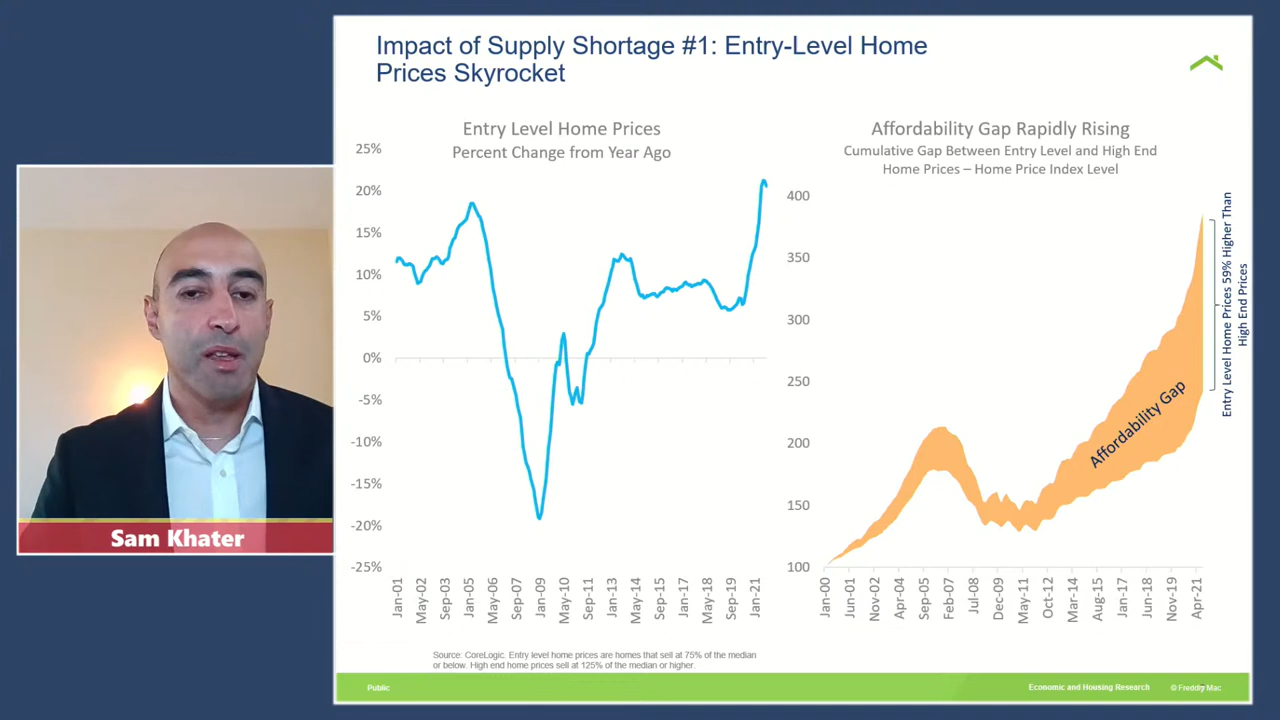 Impact of Supply Shortage #1: Entry-Level Home
Prices Skyrocket
Entry Level Home Prices
Percent Change from Year Ago
25%
20%
15%
10%
5%
0%
-5%
-10%
-15%
-20%
-25%
Jan-01
May-02
Sep-03
Jan-05
May-06
Sep-07
Jan-09
May-10
Sep-11
Jan-13
May-14
Sep-15
Jan-17
May-18
Sep-19
Jan-21
Affordability Gap Rapidly Rising
Cumulative Gap Between Entry Level and High End
Home Prices – Home Price Index Level
400
350
300
250
200
150
100
Jan-00
Jun-01
Nov-02
Apr-04
Sep-05
Feb-07
Jul-08
Dec-09
May-11
Oct-12
Mar-14
Aug-15
Jan-17
Jun-18
Nov-19
Apr-21
Affordability Gap
Entry Level Home Prices 59% Higher Than
High End Prices
Sam Khater
Source: CoreLogic. Entry level home prices are homes that sell at 75% of the median
or below. High end home prices sell at 125% of the median or higher.
Public
Economic and Housing Research
© Freddie Mac